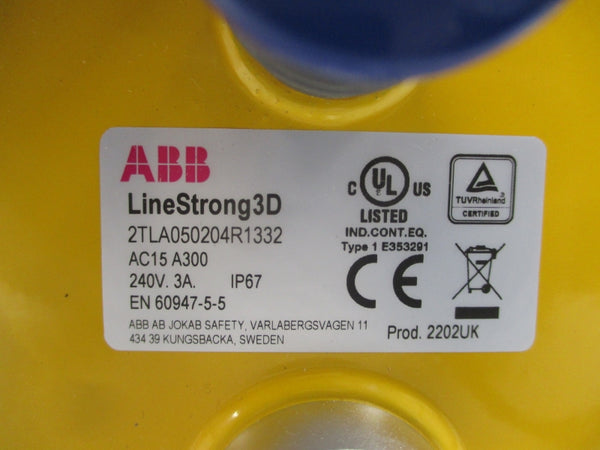 ABB
LineStrong3D
2TLA050204R1332
AC15 A300
240V. 3A. IP67
EN 60947-5-5
ABB AB JOKAB SAFETY, VARLABERGSVAGEN 11
434 39 KUNGSBACKA, SWEDEN
C UL US
LISTED
IND.CONT.EQ.
Type 1 E353291
TUVRheinland
CERTIFIED
CE
Prod. 2202UK